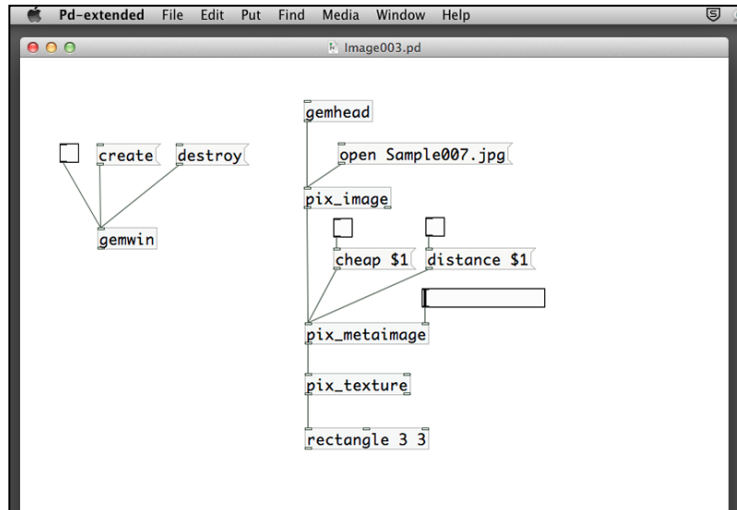 Pd-extended File Edit Put Find Media Window Help
Image003.pd
gemhead
create
destroy
open Sample007.jpg
pix_image
gemwin
cheap $1
distance $1
pix_metaimage
pix_texture
rectangle 3 3